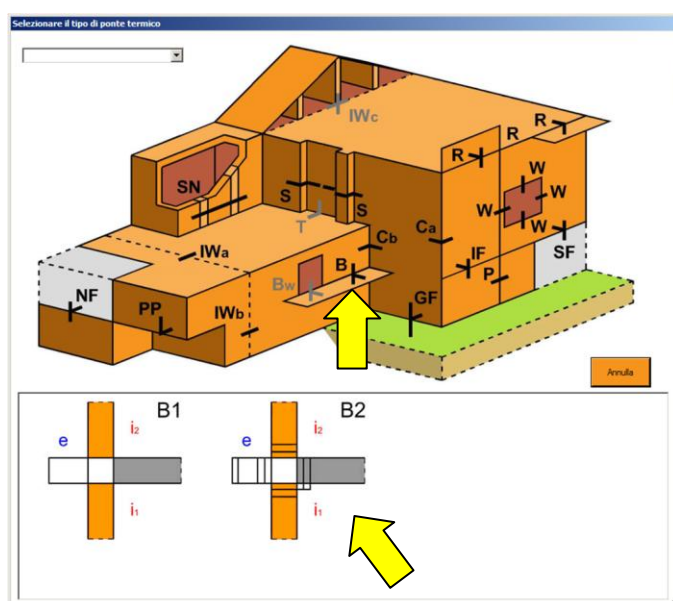 Selezionare il tipo di ponte termico
IWc
R
R
R
SN
W
W
W
W
S
S
T
Ca
Cb
IWa
IF
SF
B
P
Bw
NF
GF
PP
IWb
Annulla
B1
B2
e
i2
e
i2
i1
i1